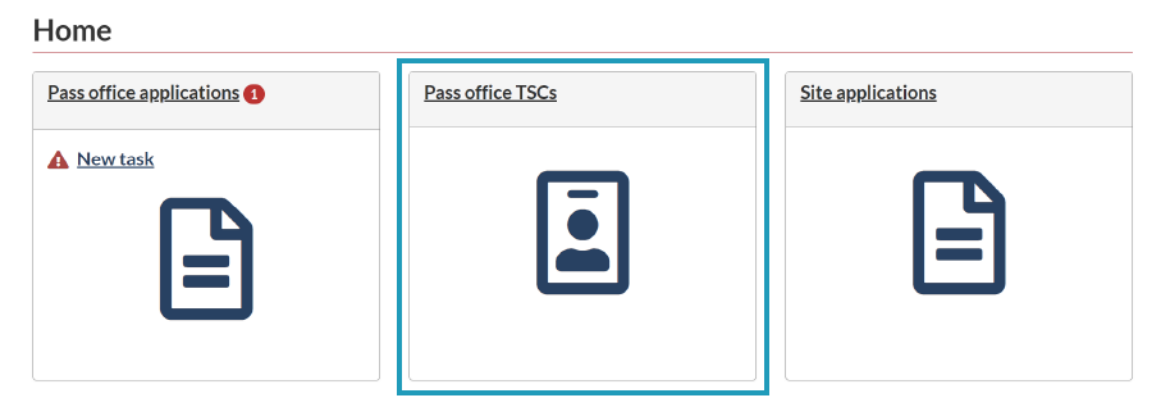 Home
Pass office applications 1
Pass office TSCs
Site applications
New task